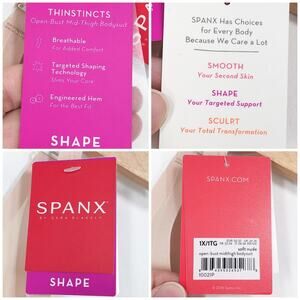 THINSTINCTS
Open-Bust Mid-Thigh Bodysuit
Breathable
For Added Comfort
Targeted Shaping
Technology
Slims Your Core
Engineered Hem
For the Best Fit
SHAPE
SPANX Has Choices
for Every Body
Because We Care a Lot
SMOOTH
Your Second Skin
SHAPE
Your Targeted Support
SCULPT
Your Total Transformation
SPANX®
BY SARA BLAKELY
SHAPE
SPANX.COM
1X/1TG
soft nude
open-bust midthigh bodysuit
10021P